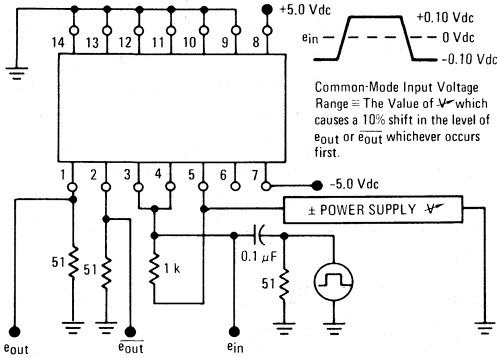 +5.0 Vdc
14 13 12 11 10 9 8
1 2 3 4 5 6 7
-5.0 Vdc
± POWER SUPPLY V
51
51
1 k
0.1 µF
51
eout
eout
ein
+0.10 Vdc
ein
0 Vdc
-0.10 Vdc
Common-Mode Input Voltage
Range ≡ The Value of V which
causes a 10% shift in the level of
eout or eout whichever occurs
first.